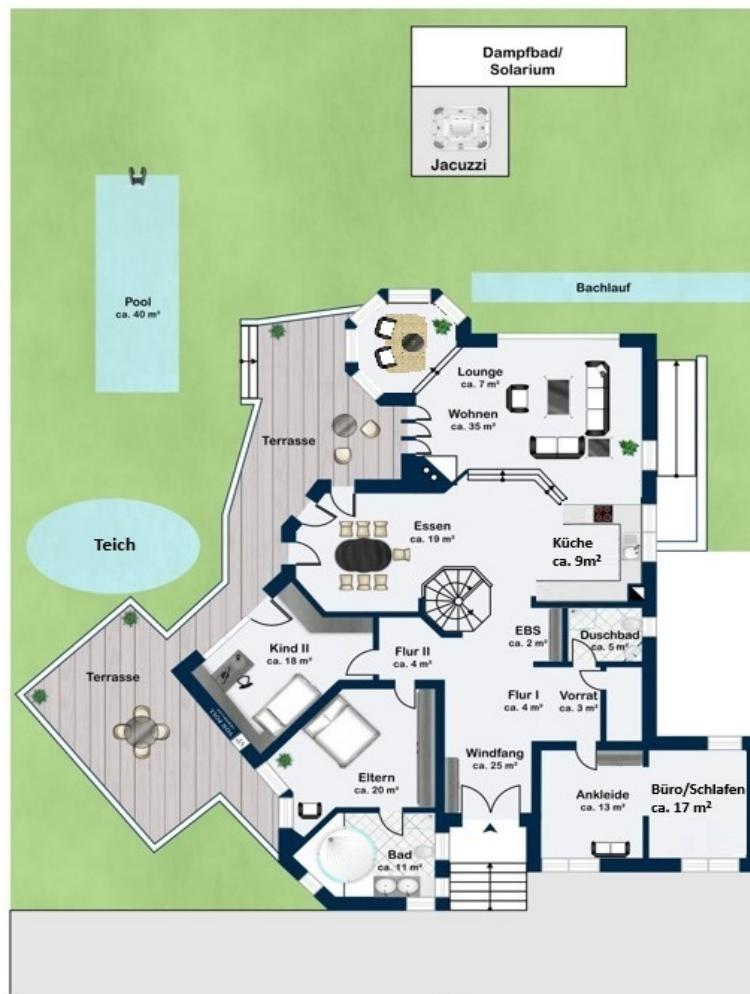 Dampfbad/
Solarium
Jacuzzi
Pool
ca. 40 m²
Bachlauf
Lounge
ca. 7 m²
Wohnen
ca. 35 m²
Terrasse
Essen
ca. 19 m²
Küche
ca. 9m²
Teich
EBS
ca. 2 m²
Duschbad
ca. 5 m²
Kind II
ca. 18 m²
Flur II
ca. 4 m²
Terrasse
Flur I
ca. 4 m²
Vorrat
ca. 3 m²
VON POLL
Windfang
ca. 25 m²
Eltern
ca. 20 m²
Ankleide
ca. 13 m²
Büro/Schlafen
ca. 17 m²
Bad
ca. 11 m²